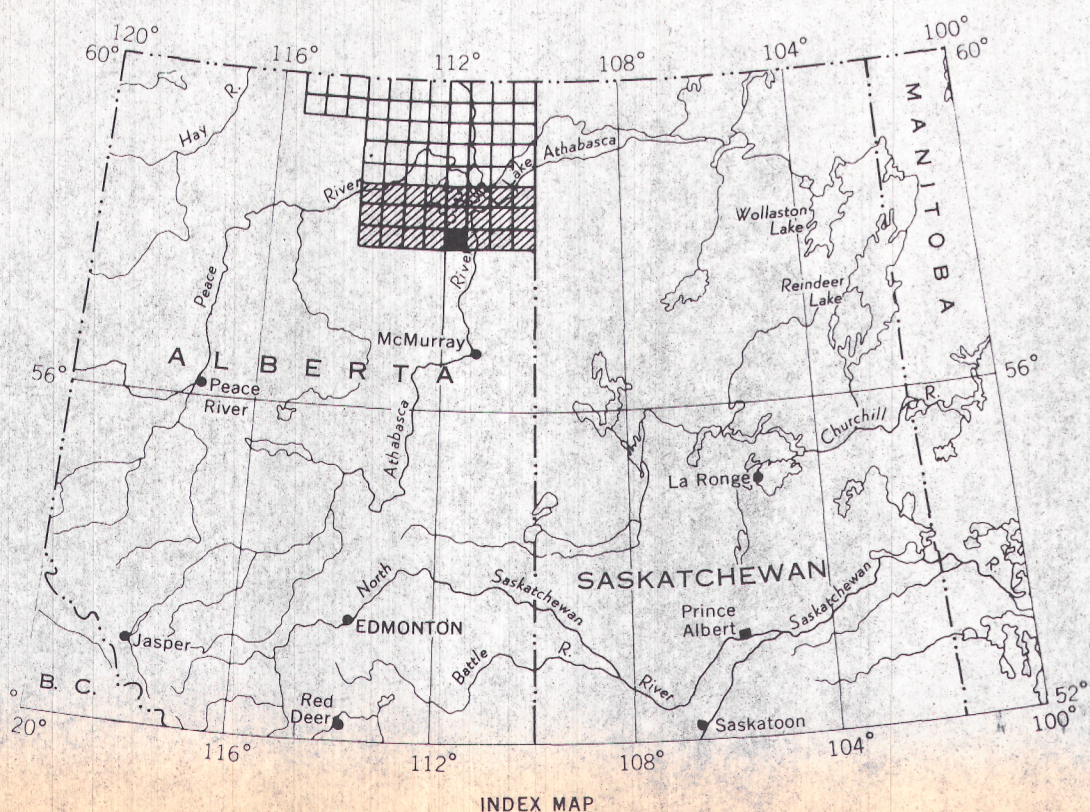 120°
60°
116°
112°
108°
104°
100°
60°
Hay R.
Lake Athabasca
River
MANITOBA
Wollaston
Lake
Peace
River
Reindeer
Lake
McMurray
ALBERTA
56°
56°
Peace
River
Athabasca
Churchill R.
La Ronge
SASKATCHEWAN
North
Saskatchewan
Saskatchewan
R.
Prince
Albert
EDMONTON
Jasper
Battle
R.
River
B. C.
Red
Deer
Saskatoon
52°
100°
°
20°
116°
112°
108°
104°
INDEX MAP